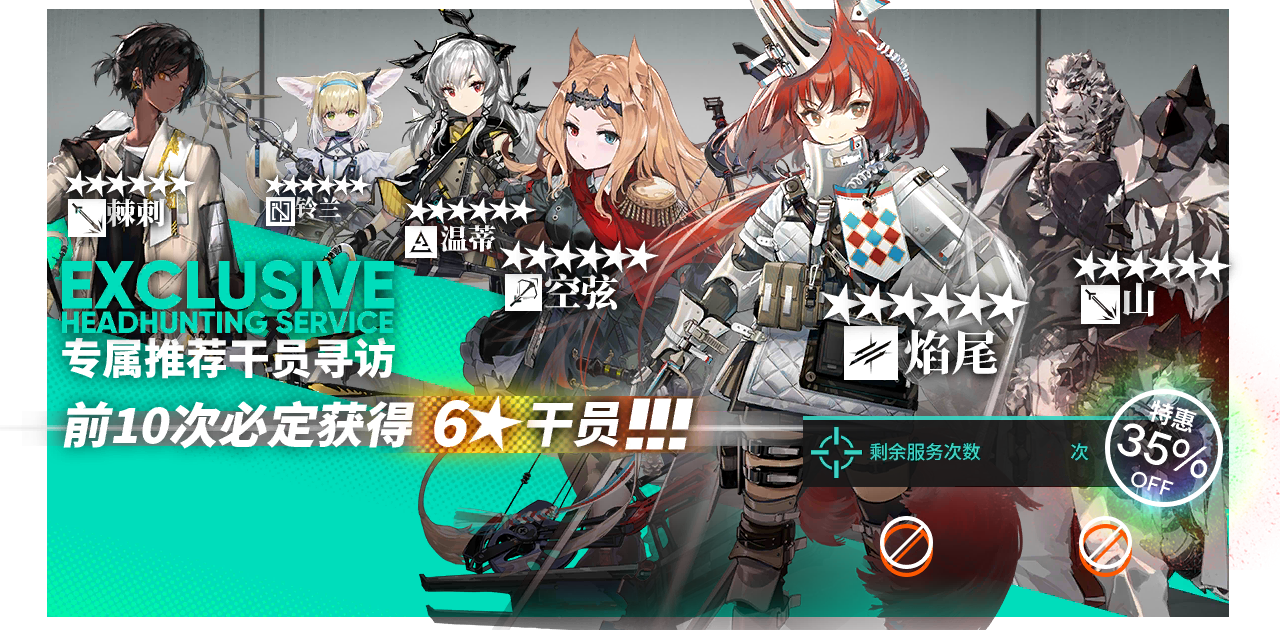 ★★★★★★
棘刺
★★★★★★
铃兰
★★★★★★
温蒂
★★★★★★
空弦
★★★★★★
焰尾
★★★★★★
山
EXCLUSIVE
HEADHUNTING SERVICE
专属推荐干员寻访
前10次必定获得 6★干员!!!
剩余服务次数 次
特惠
35%
OFF